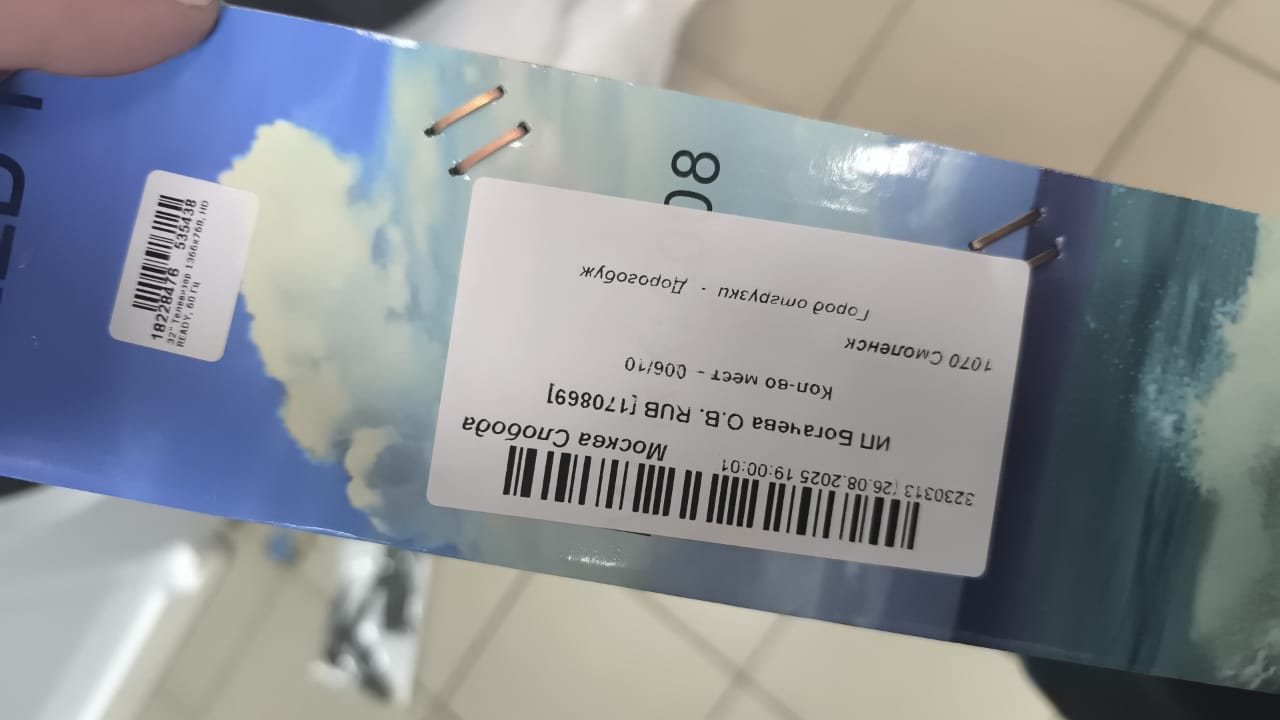 3230313 (26.08.2025 19:00:01
Москва Слобода
ИП Богачева О.В. RUB [170869]
Кол-во мест - 006/10
1070 Смоленск
Город отгрузки - Дорогобуж
18228476 535438
32" Телевизор 1366x768, HD
READY, 60 Гц